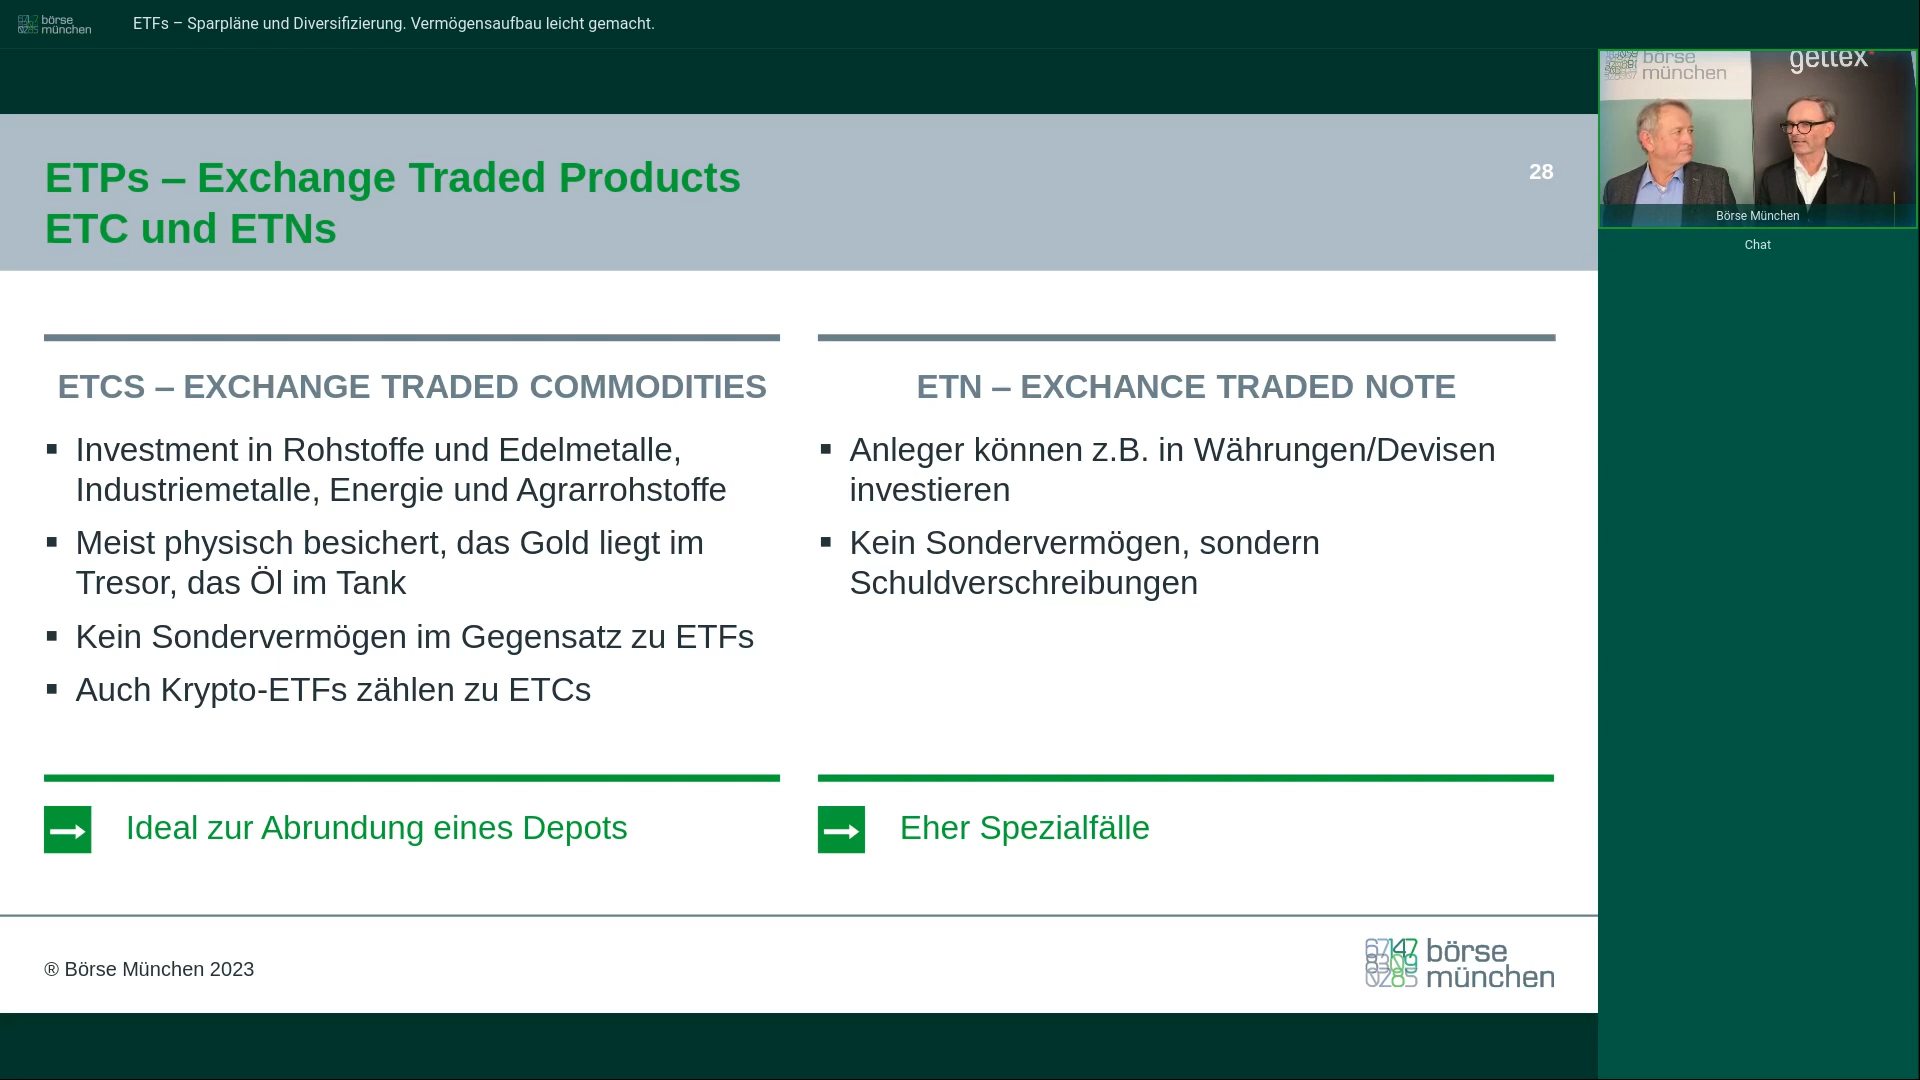 börse
münchen
ETFs – Sparpläne und Diversifizierung. Vermögensaufbau leicht gemacht.
börse
münchen
gettex
Börse München
Chat
ETPs – Exchange Traded Products
ETC und ETNs
28
ETCS – EXCHANGE TRADED COMMODITIES
▪ Investment in Rohstoffe und Edelmetalle,
Industriemetalle, Energie und Agrarrohstoffe
▪ Meist physisch besichert, das Gold liegt im
Tresor, das Öl im Tank
▪ Kein Sondervermögen im Gegensatz zu ETFs
▪ Auch Krypto-ETFs zählen zu ETCs
Ideal zur Abrundung eines Depots
ETN – EXCHANCE TRADED NOTE
▪ Anleger können z.B. in Währungen/Devisen
investieren
▪ Kein Sondervermögen, sondern
Schuldverschreibungen
Eher Spezialfälle
® Börse München 2023
börse
münchen